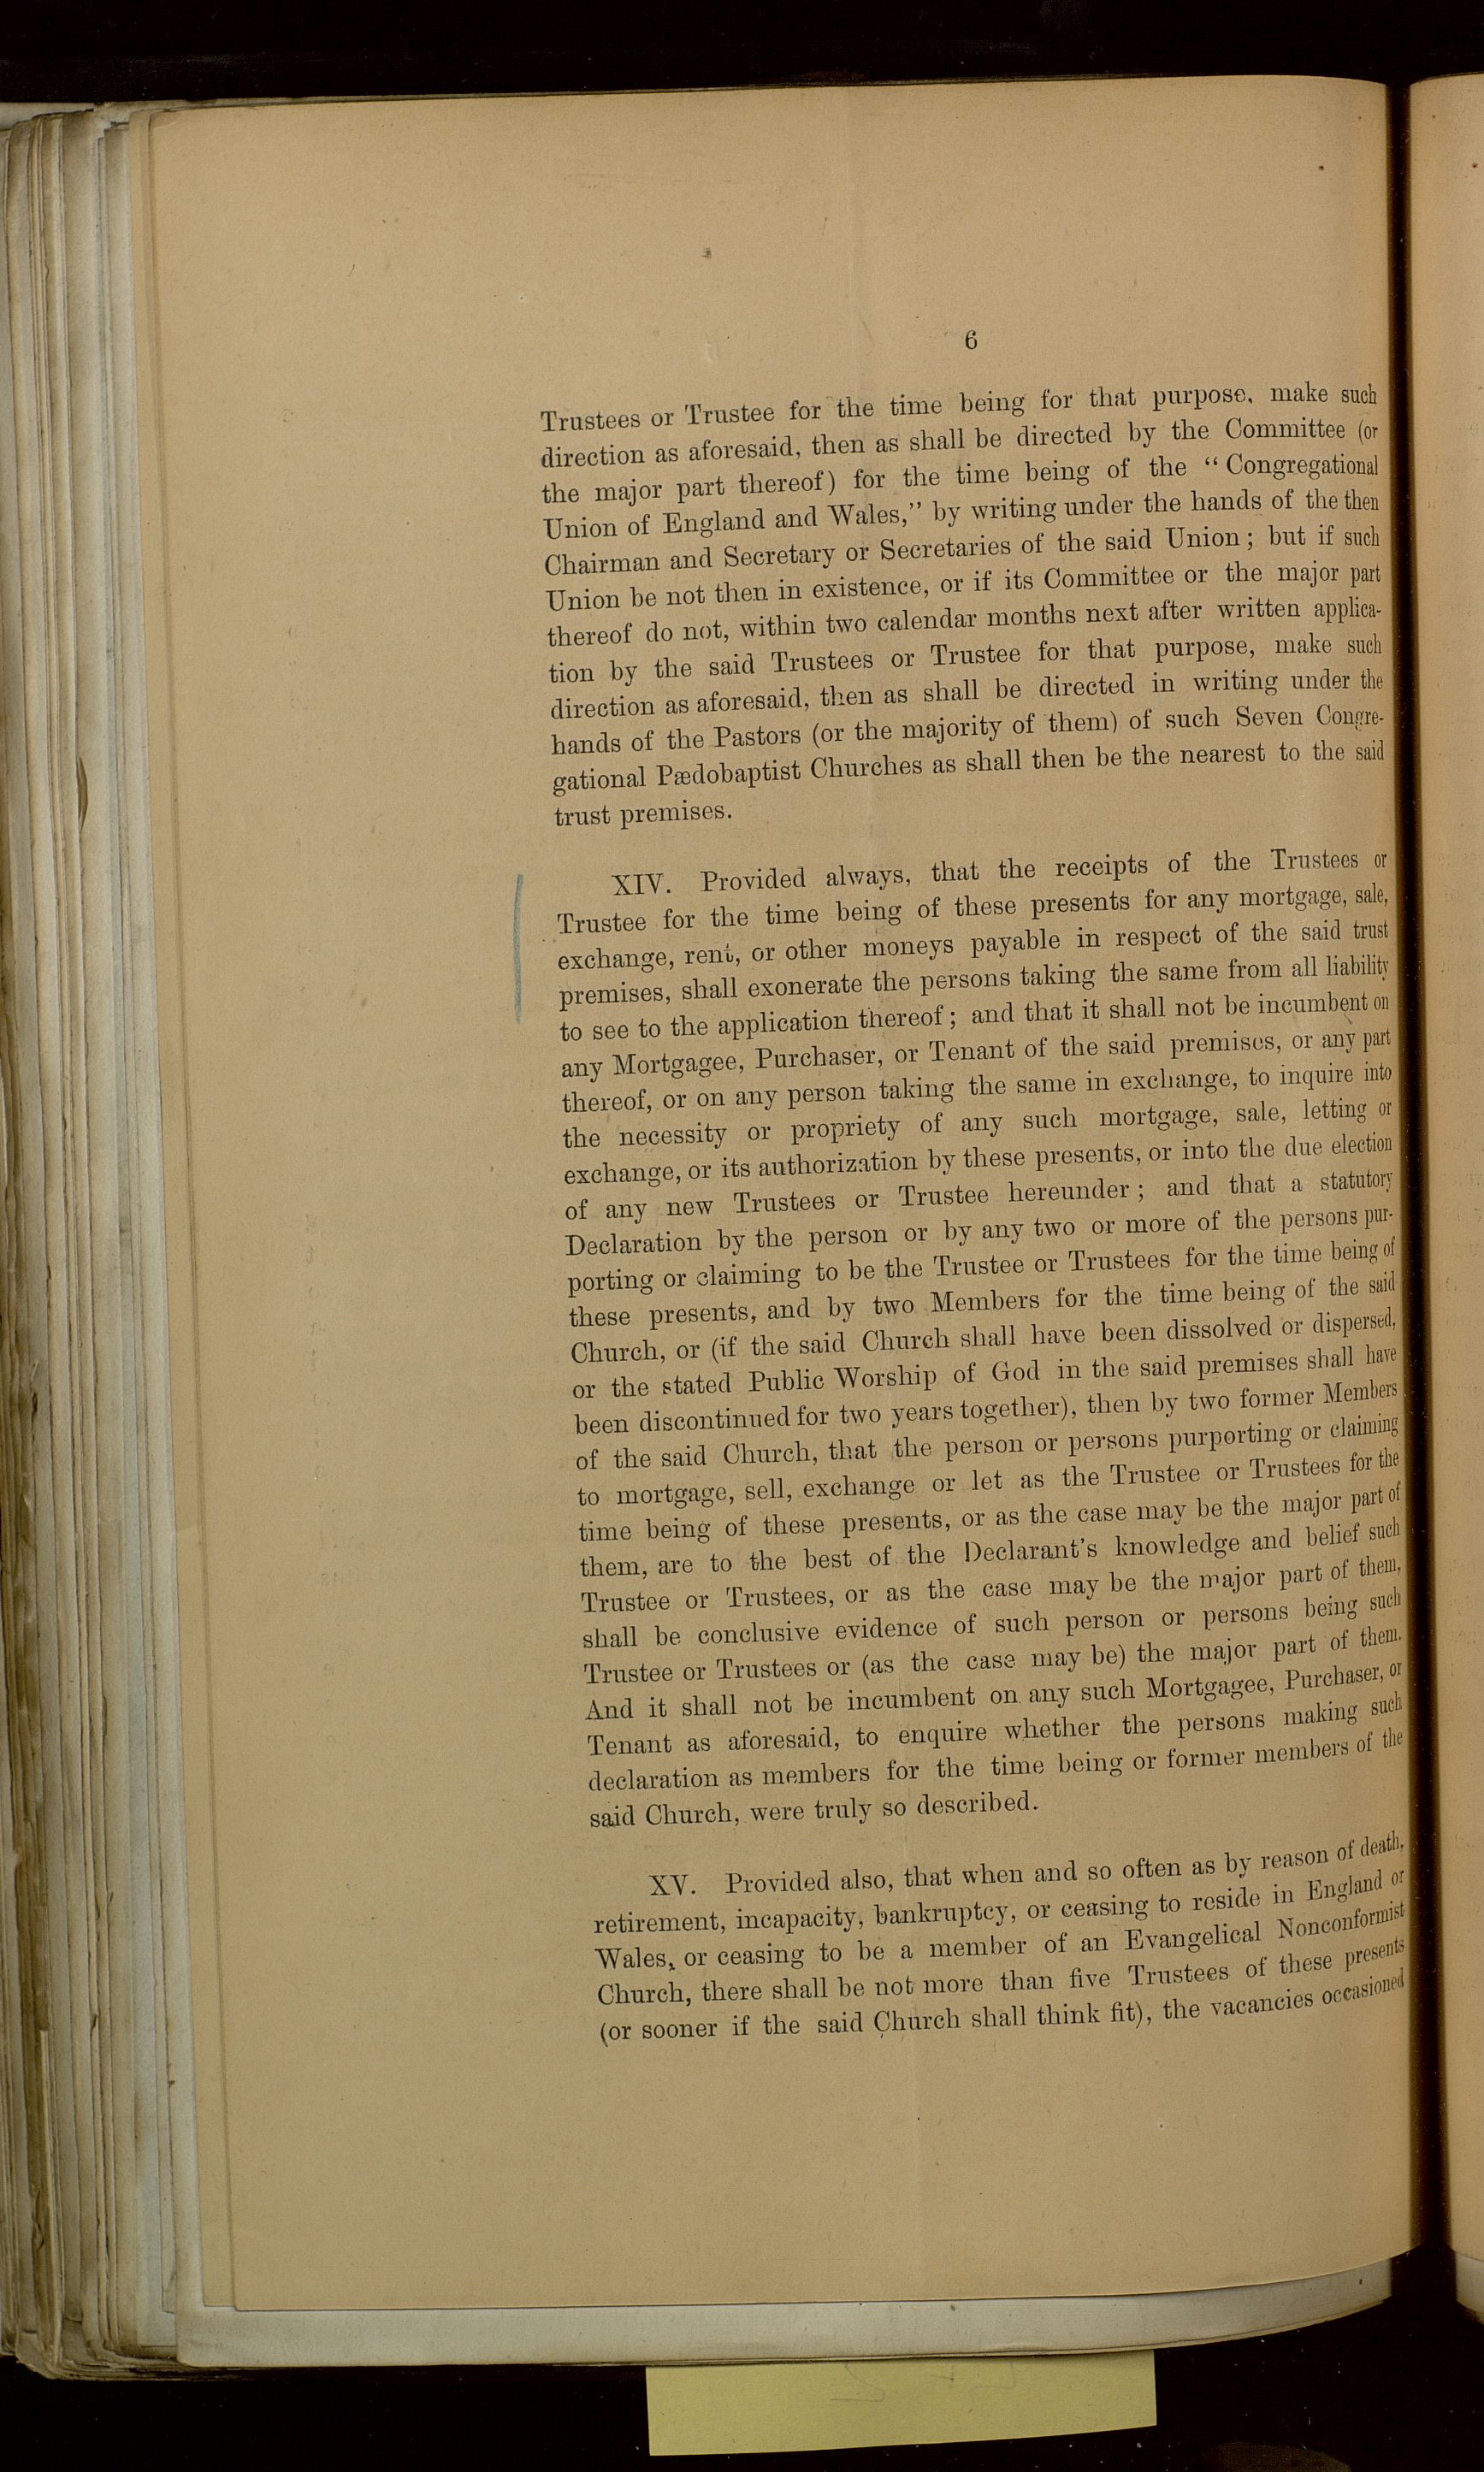 6
Trustees or Trustee for the time being for that purpose, make such
direction as aforesaid, then as shall be directed by the Committee (or
the major part thereof) for the time being of the “Congregational
Union of England and Wales,” by writing under the hands of the then
Chairman and Secretary or Secretaries of the said Union; but if such
Union be not then in existence, or if its Committee or the major part
thereof do not, within two calendar months next after written applica-
tion by the said Trustees or Trustee for that purpose, make such
direction as aforesaid, then as shall be directed in writing under the
hands of the Pastors (or the majority of them) of such Seven Congre-
gational Pædobaptist Churches as shall then be the nearest to the said
trust premises.
XIV. Provided always, that the receipts of the Trustees or
Trustee for the time being of these presents for any mortgage, sale,
exchange, rent, or other moneys payable in respect of the said trust
premises, shall exonerate the persons taking the same from all liability
to see to the application thereof; and that it shall not be incumbent on
any Mortgagee, Purchaser, or Tenant of the said premises, or any part
thereof, or on any person taking the same in exchange, to inquire into
the necessity or propriety of any such mortgage, sale, letting or
exchange, or its authorization by these presents, or into the due election
of any new Trustees or Trustee hereunder; and that a statutory
Declaration by the person or by any two or more of the persons pur-
porting or claiming to be the Trustee or Trustees for the time being of
these presents, and by two Members for the time being of the said
Church, or (if the said Church shall have been dissolved or dispersed,
or the stated Public Worship of God in the said premises shall have
been discontinued for two years together), then by two former Members
of the said Church, that the person or persons purporting or claiming
to mortgage, sell, exchange or let as the Trustee or Trustees for the
time being of these presents, or as the case may be the major part of
them, are to the best of the Declarant’s knowledge and belief such
Trustee or Trustees, or as the case may be the major part of them,
shall be conclusive evidence of such person or persons being such
Trustee or Trustees or (as the case may be) the major part of them.
And it shall not be incumbent on any such Mortgagee, Purchaser, or
Tenant as aforesaid, to enquire whether the persons making such
declaration as members for the time being or former members of the
said Church, were truly so described.
XV. Provided also, that when and so often as by reason of death,
retirement, incapacity, bankruptcy, or ceasing to reside in England or
Wales, or ceasing to be a member of an Evangelical Nonconformist
Church, there shall be not more than five Trustees of these presents
(or sooner if the said Church shall think fit), the vacancies occasioned